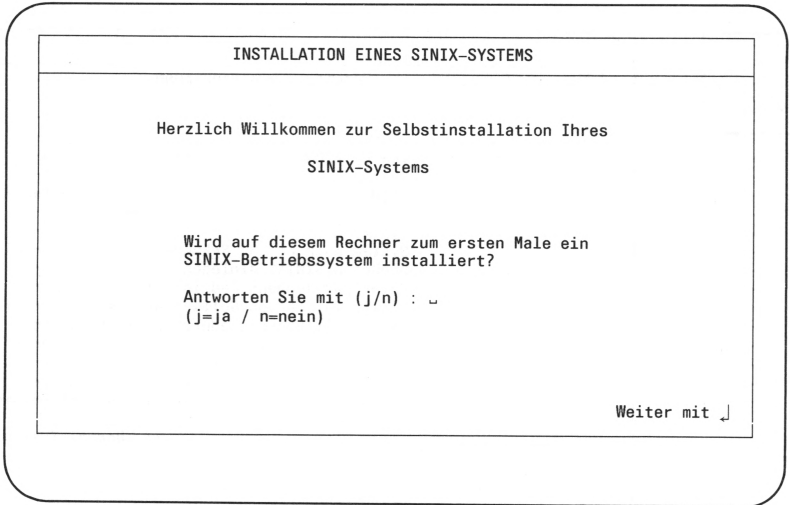 INSTALLATION EINES SINIX-SYSTEMS
Herzlich Willkommen zur Selbstinstallation Ihres
SINIX-Systems
Wird auf diesem Rechner zum ersten Male ein
SINIX-Betriebssystem installiert?
Antworten Sie mit (j/n) : ␣
(j=ja / n=nein)
Weiter mit ↲